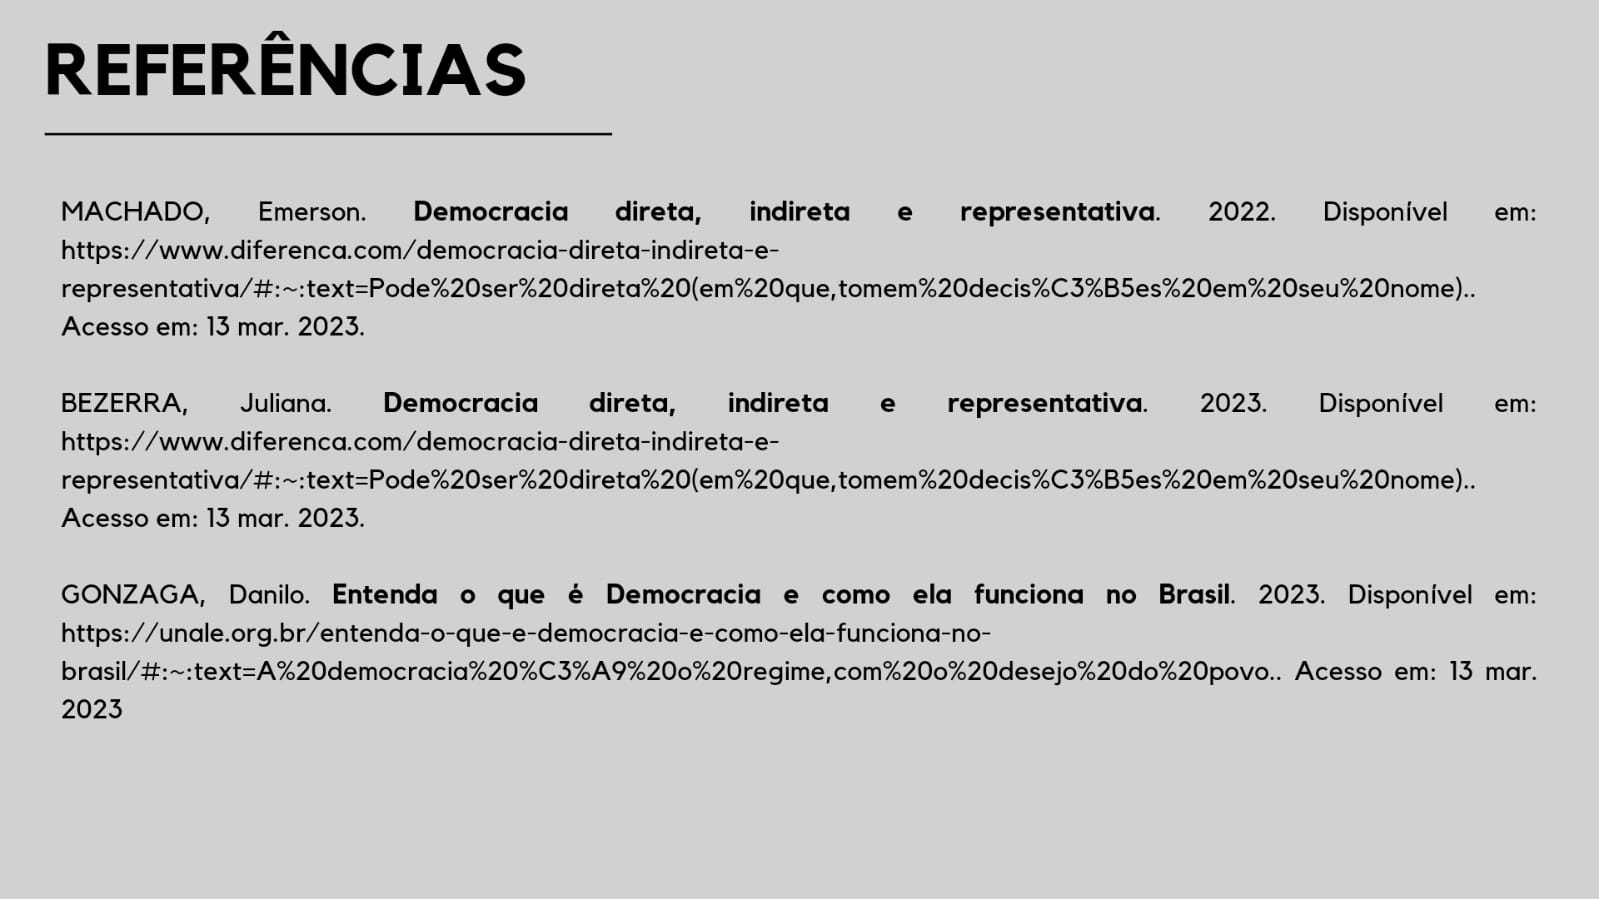 REFERÊNCIAS
MACHADO, Emerson. Democracia direta, indireta e representativa. 2022. Disponível em:
https://www.diferenca.com/democracia-direta-indireta-e-
representativa/#:~:text=Pode%20ser%20direta%20(em%20que,tomem%20decis%C3%B5es%20em%20seu%20nome)..
Acesso em: 13 mar. 2023.
BEZERRA, Juliana. Democracia direta, indireta e representativa. 2023. Disponível em:
https://www.diferenca.com/democracia-direta-indireta-e-
representativa/#:~:text=Pode%20ser%20direta%20(em%20que,tomem%20decis%C3%B5es%20em%20seu%20nome)..
Acesso em: 13 mar. 2023.
GONZAGA, Danilo. Entenda o que é Democracia e como ela funciona no Brasil. 2023. Disponível em:
https://unale.org.br/entenda-o-que-e-democracia-e-como-ela-funciona-no-
brasil/#:~:text=A%20democracia%20%C3%A9%20o%20regime,com%20o%20desejo%20do%20povo.. Acesso em: 13 mar.
2023